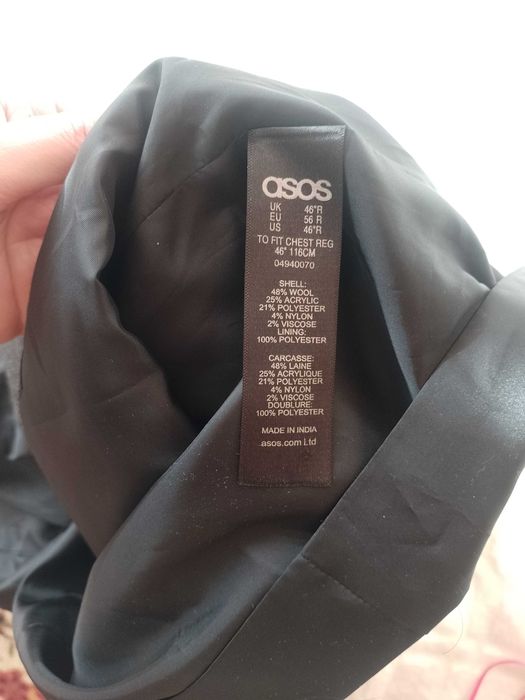 asos
UK 46"R
EU 56 R
US 46"R
TO FIT CHEST REG
46" 116CM
04940070
SHELL:
48% WOOL
25% ACRYLIC
21% POLYESTER
4% NYLON
2% VISCOSE
LINING:
100% POLYESTER
CARCASSE:
48% LAINE
25% ACRYLIQUE
21% POLYESTER
4% NYLON
2% VISCOSE
DOUBLURE:
100% POLYESTER
MADE IN INDIA
asos.com Ltd